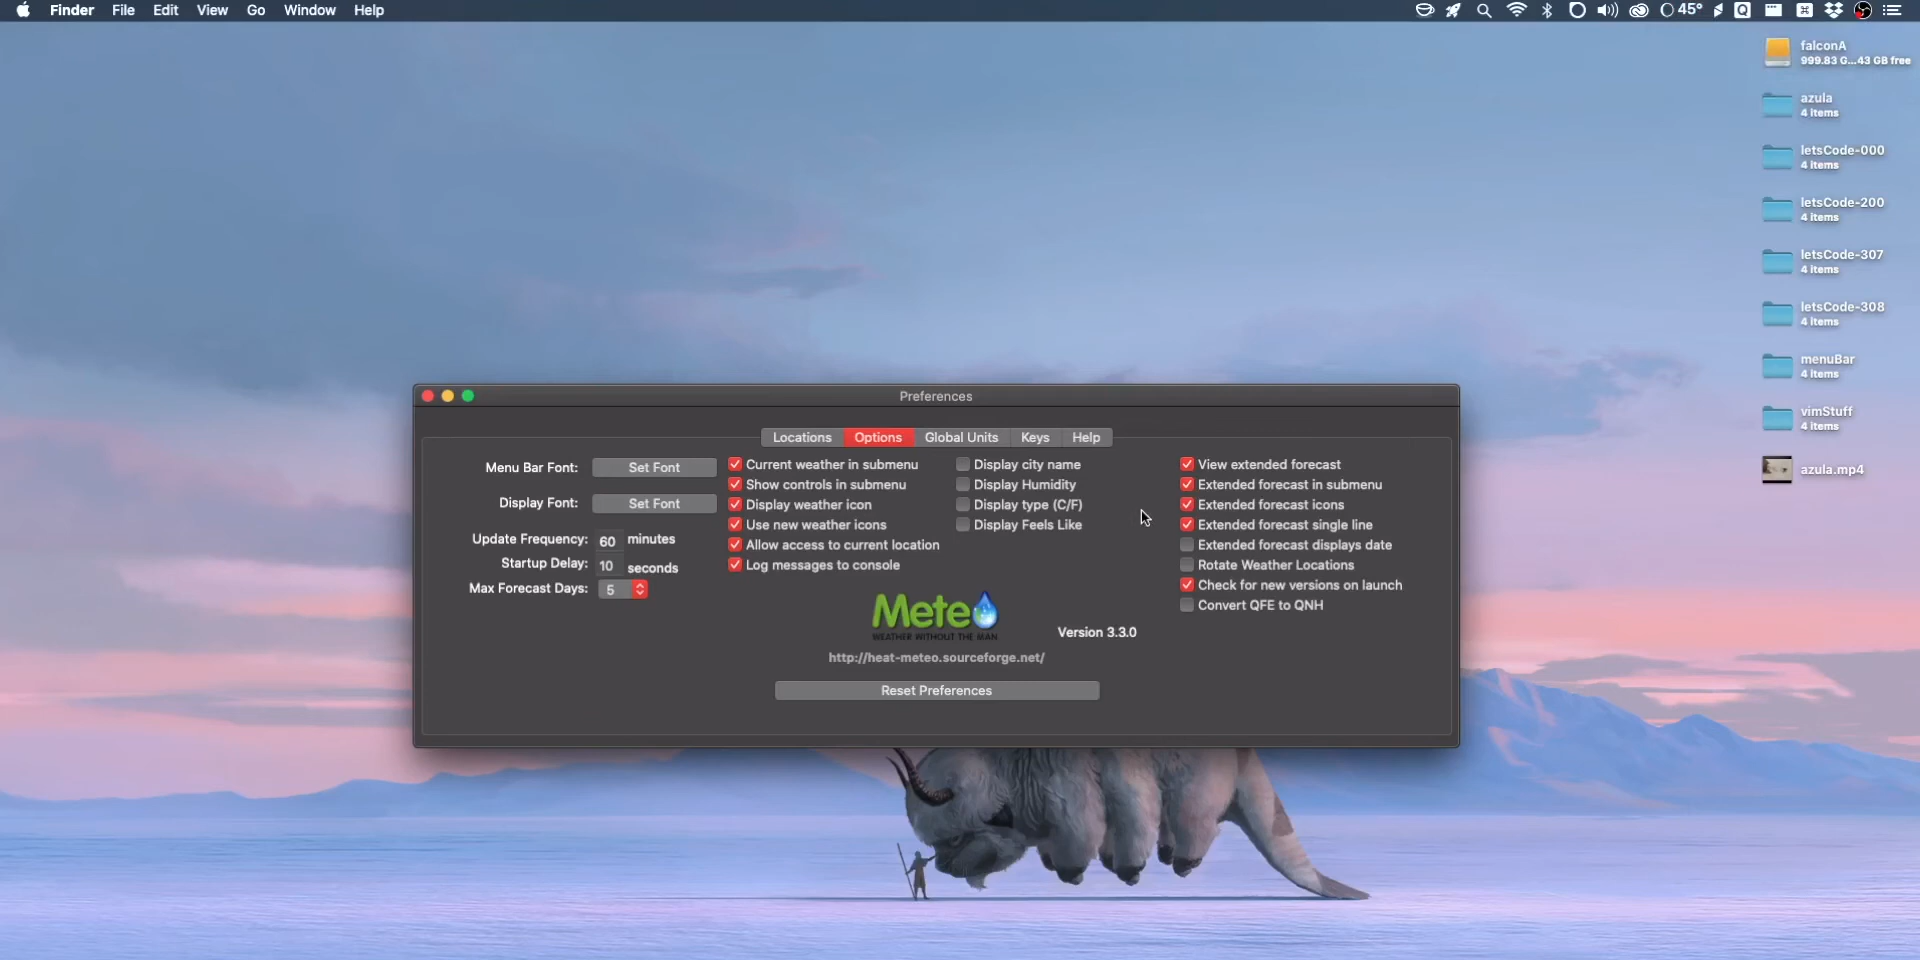 Finder File Edit View Go Window Help
45°
falconA
999.83 G...43 GB free
azula
4 items
letsCode-000
4 items
letsCode-200
4 items
letsCode-307
4 items
letsCode-308
4 items
menuBar
4 items
vimStuff
4 items
azula.mp4
Preferences
Locations Options Global Units Keys Help
Menu Bar Font: Set Font
Display Font: Set Font
Update Frequency: 60 minutes
Startup Delay: 10 seconds
Max Forecast Days: 5
Current weather in submenu
Show controls in submenu
Display weather icon
Use new weather icons
Allow access to current location
Log messages to console
Display city name
Display Humidity
Display type (C/F)
Display Feels Like
View extended forecast
Extended forecast in submenu
Extended forecast icons
Extended forecast single line
Extended forecast displays date
Rotate Weather Locations
Check for new versions on launch
Convert QFE to QNH
Meteo
WEATHER WITHOUT THE MAN
Version 3.3.0
http://heat-meteo.sourceforge.net/
Reset Preferences